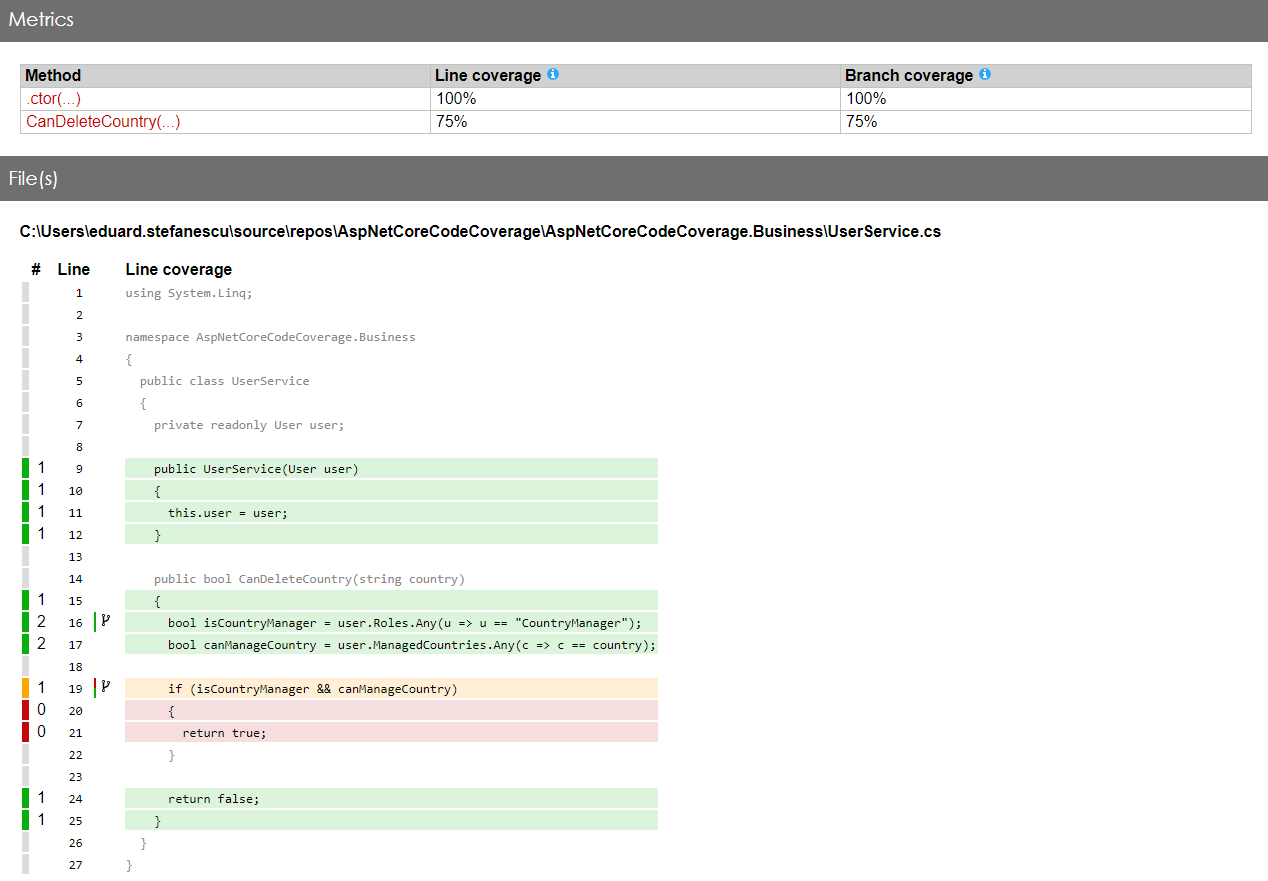 Metrics
Method Line coverage Branch coverage
.ctor(...) 100% 100%
CanDeleteCountry(...) 75% 75%
File(s)
C:\Users\eduard.stefanescu\source\repos\AspNetCoreCodeCoverage\AspNetCoreCodeCoverage.Business\UserService.cs
# Line Line coverage
1 using System.Linq;
2
3 namespace AspNetCoreCodeCoverage.Business
4 {
5 public class UserService
6 {
7 private readonly User user;
8
1 9 public UserService(User user)
1 10 {
1 11 this.user = user;
1 12 }
13
14 public bool CanDeleteCountry(string country)
1 15 {
2 16 bool isCountryManager = user.Roles.Any(u => u == "CountryManager");
2 17 bool canManageCountry = user.ManagedCountries.Any(c => c == country);
18
1 19 if (isCountryManager && canManageCountry)
0 20 {
0 21 return true;
22 }
23
1 24 return false;
1 25 }
26 }
27 }